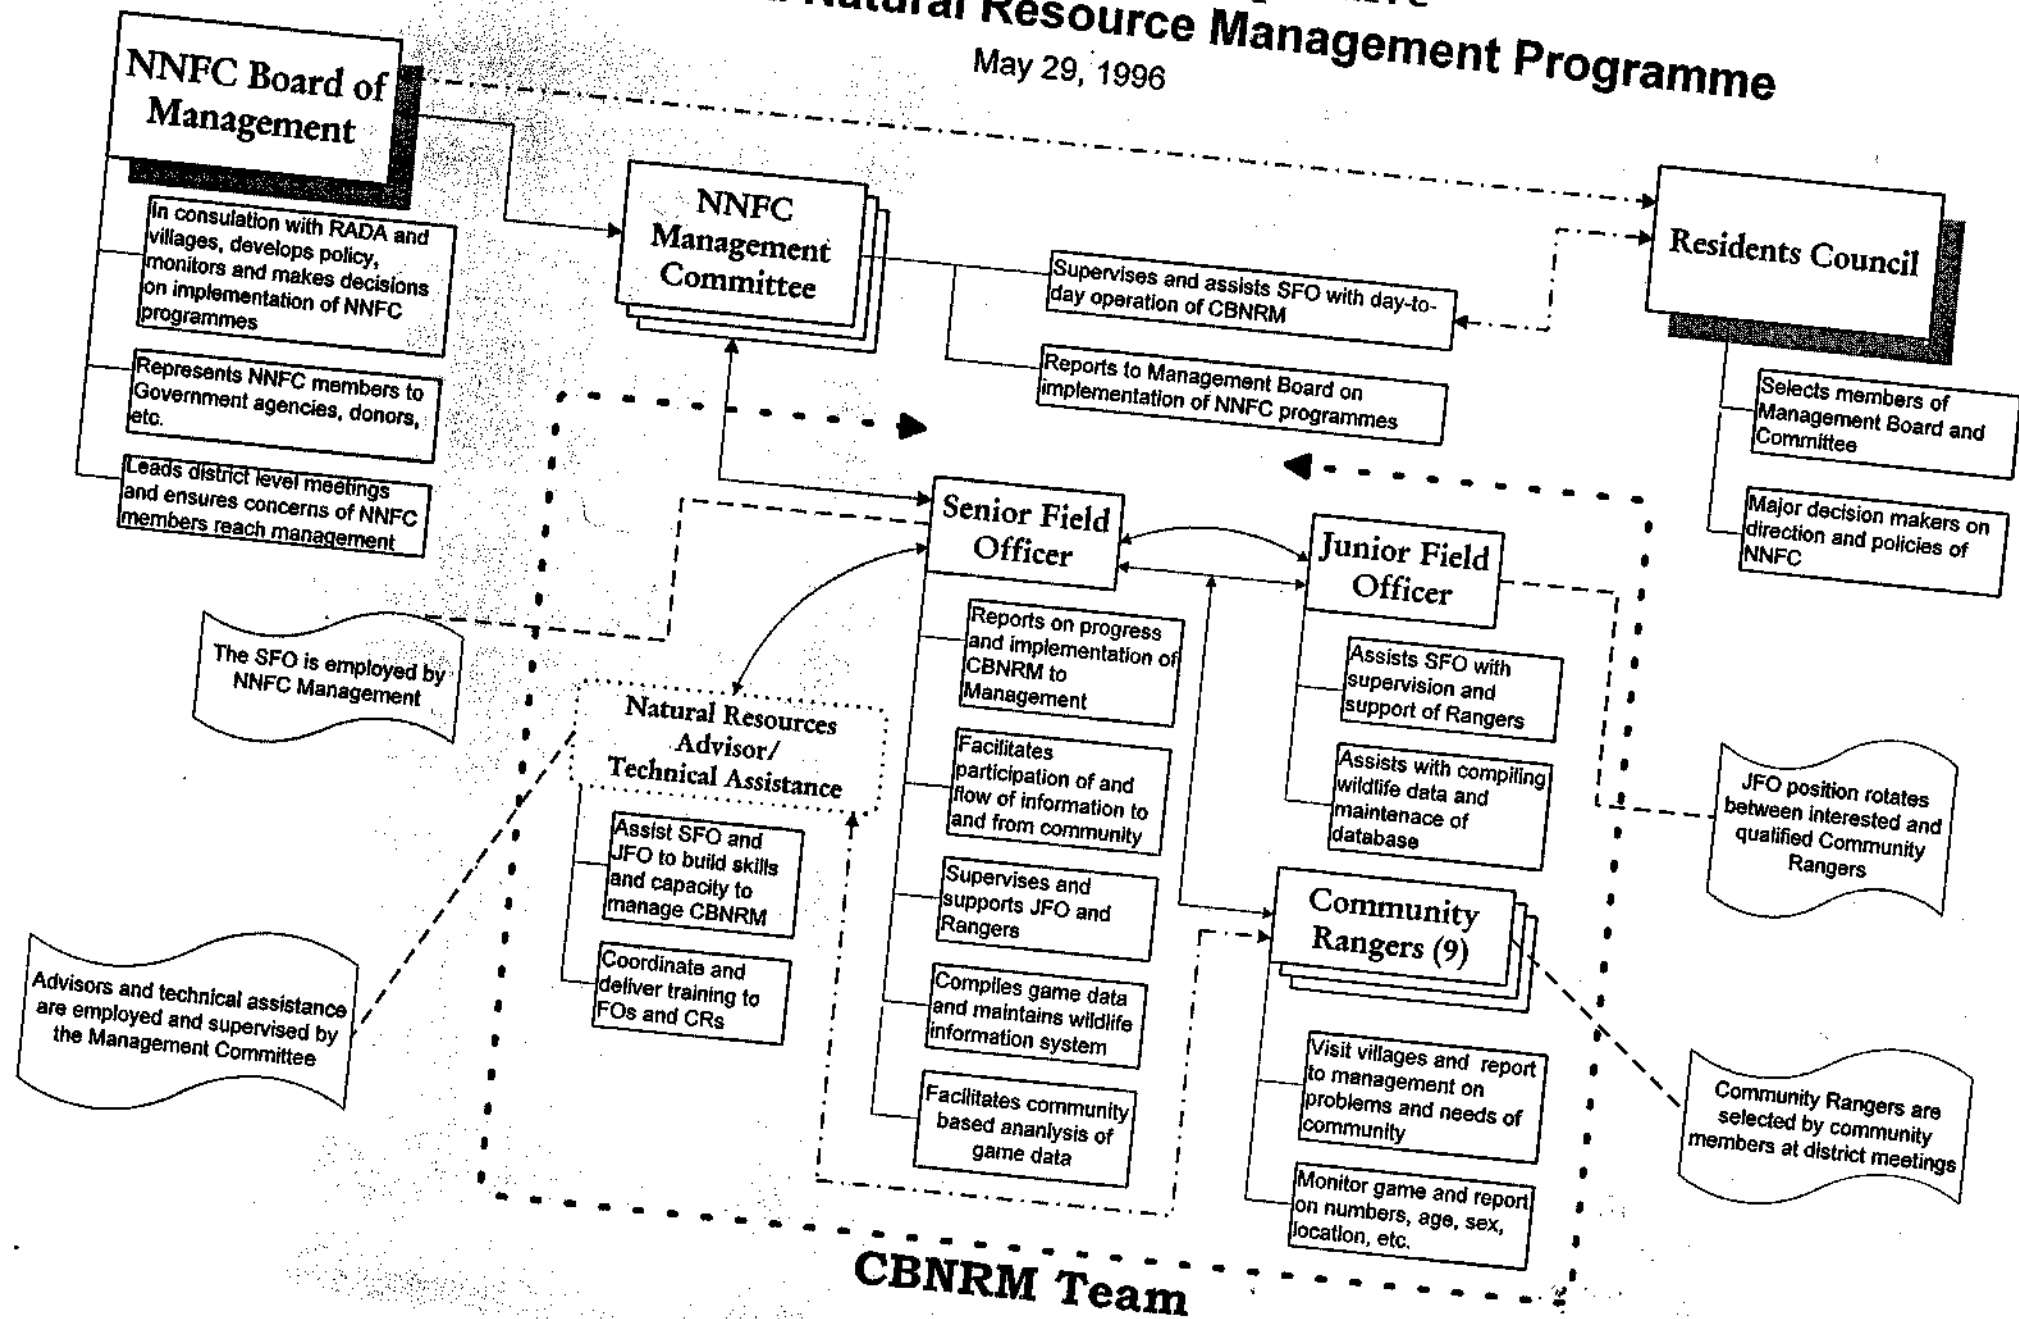 Natural Resource Management Programme
May 29, 1996
NNFC Board of
Management
In consulation with RADA and
villages, develops policy,
monitors and makes decisions
on implementation of NNFC
programmes
Represents NNFC members to
Government agencies, donors,
etc.
Leads district level meetings
and ensures concerns of NNFC
members reach management
NNFC
Management
Committee
Supervises and assists SFO with day-to-
day operation of CBNRM
Reports to Management Board on
implementation of NNFC programmes
Residents Council
Selects members of
Management Board and
Committee
Major decision makers on
direction and policies of
NNFC
The SFO is employed by
NNFC Management
Senior Field
Officer
Reports on progress
and implementation of
CBNRM to
Management
Facilitates
participation of and
flow of information to
and from community
Supervises and
supports JFO and
Rangers
Compiles game data
and maintains wildlife
information system
Facilitates community
based ananlysis of
game data
Junior Field
Officer
Assists SFO with
supervision and
support of Rangers
Assists with compiling
wildlife data and
maintenace of
database
JFO position rotates
between interested and
qualified Community
Rangers
Natural Resources
Advisor/
Technical Assistance
Assist SFO and
JFO to build skills
and capacity to
manage CBNRM
Coordinate and
deliver training to
FOs and CRs
Advisors and technical assistance
are employed and supervised by
the Management Committee
Community
Rangers (9)
Visit villages and report
to management on
problems and needs of
community
Monitor game and report
on numbers, age, sex,
location, etc.
Community Rangers are
selected by community
members at district meetings
CBNRM Team